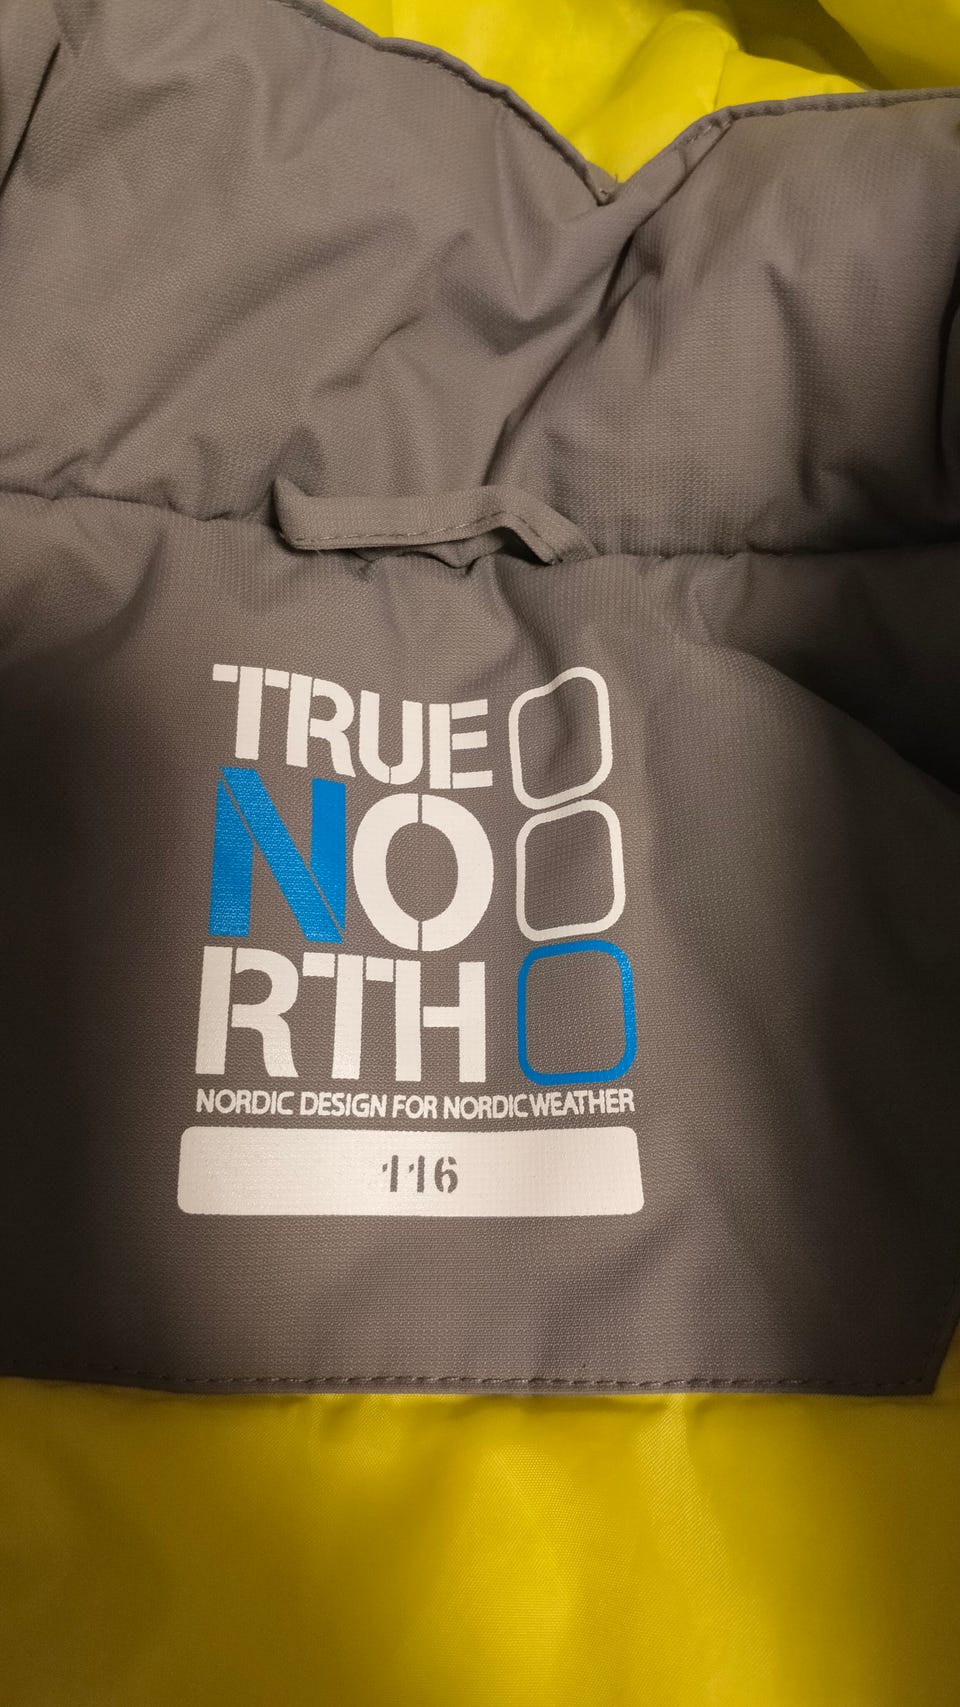 TRUE
NO
RTH
NORDIC DESIGN FOR NORDIC WEATHER
116